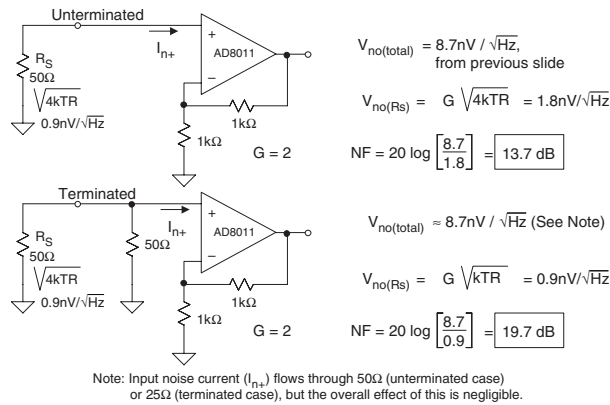 Unterminated
I_n+
+
AD8011
−
R_S
50Ω
√4kTR
0.9nV/√Hz
1kΩ
1kΩ
G = 2
V_no(total) = 8.7nV / √Hz,
from previous slide
V_no(Rs) = G √4kTR = 1.8nV/√Hz
NF = 20 log [8.7/1.8] = 13.7 dB
Terminated
I_n+
+
AD8011
−
R_S
50Ω
50Ω
√4kTR
0.9nV/√Hz
1kΩ
1kΩ
G = 2
V_no(total) ≈ 8.7nV / √Hz (See Note)
V_no(Rs) = G √kTR = 0.9nV/√Hz
NF = 20 log [8.7/0.9] = 19.7 dB
Note: Input noise current (I_n+) flows through 50Ω (unterminated case)
or 25Ω (terminated case), but the overall effect of this is negligible.